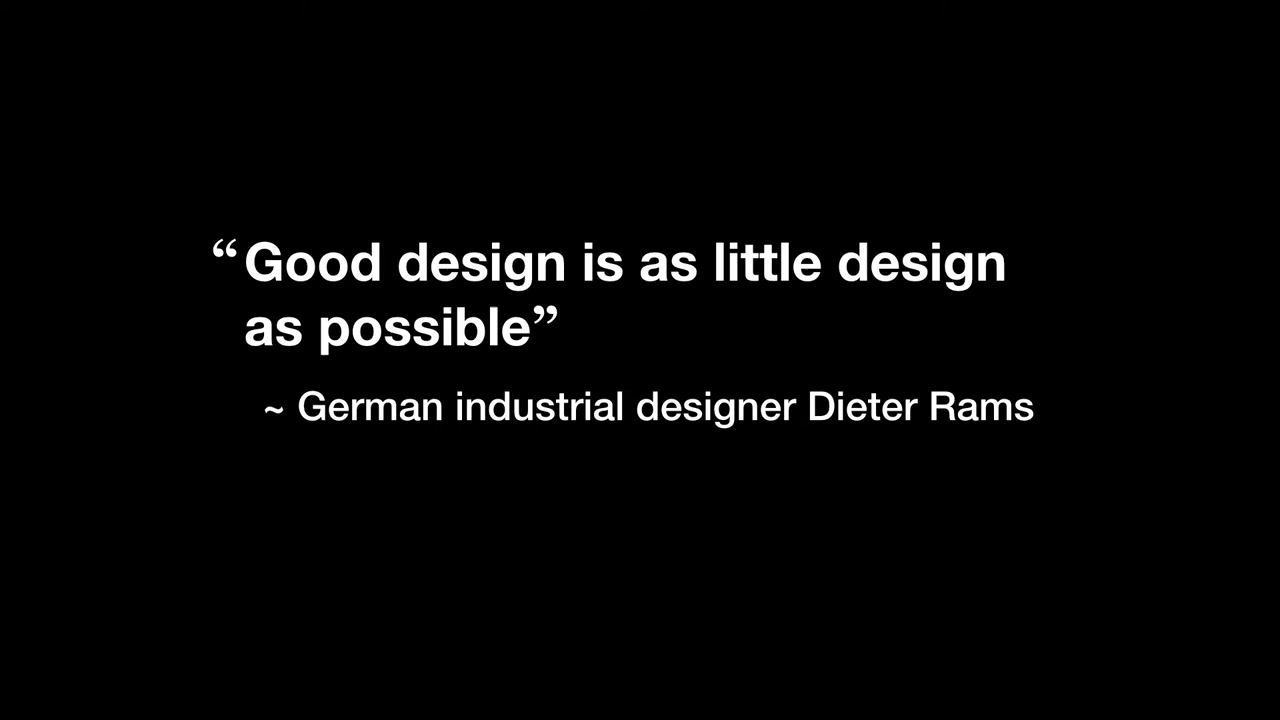 “Good design is as little design
as possible”
~ German industrial designer Dieter Rams